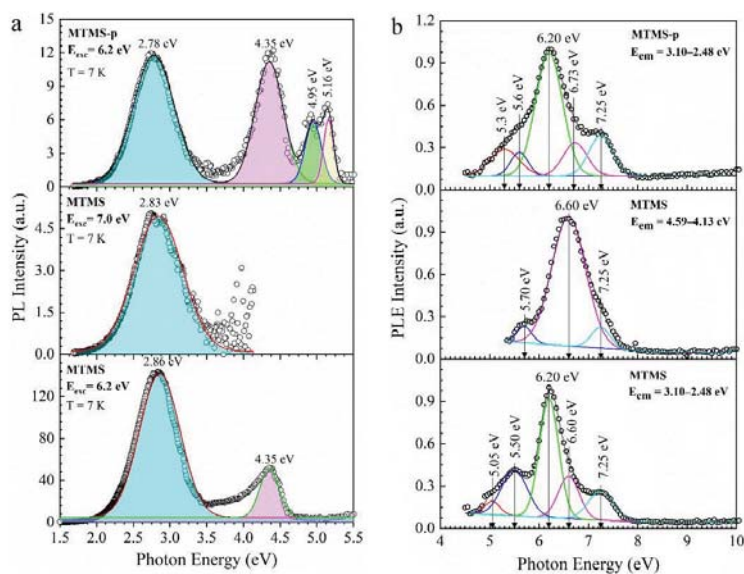 a
MTMS-p
Eexc= 6.2 eV
T = 7 K
2.78 eV
4.35 eV
4.95 eV
5.16 eV
15
12
9
6
3
0
MTMS
Eexc= 7.0 eV
T = 7 K
2.83 eV
4.5
3.0
1.5
0.0
PL Intensity (a.u.)
MTMS
Eexc= 6.2 eV
T = 7 K
2.86 eV
4.35 eV
120
80
40
0
1.5 2.0 2.5 3.0 3.5 4.0 4.5 5.0 5.5
Photon Energy (eV)
b
MTMS-p
Eem = 3.10–2.48 eV
5.3 eV
5.6 eV
6.20 eV
6.73 eV
7.25 eV
1.2
0.9
0.6
0.3
0.0
MTMS
Eem = 4.59–4.13 eV
5.70 eV
6.60 eV
7.25 eV
0.9
0.6
0.3
0.0
PLE Intensity (a.u.)
MTMS
Eem = 3.10–2.48 eV
5.05 eV
5.50 eV
6.20 eV
6.60 eV
7.25 eV
0.9
0.6
0.3
0.0
4 5 6 7 8 9 10
Photon Energy (eV)